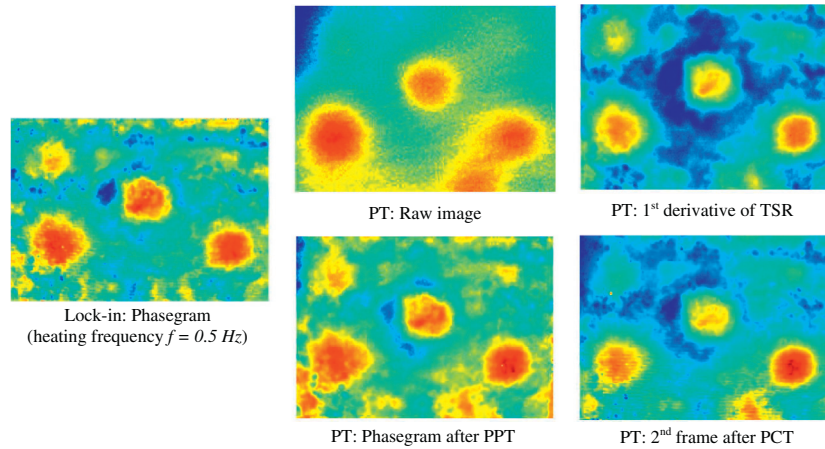 PT: Raw image
PT: 1st derivative of TSR
Lock-in: Phasegram
(heating frequency f = 0.5 Hz)
PT: Phasegram after PPT
PT: 2nd frame after PCT